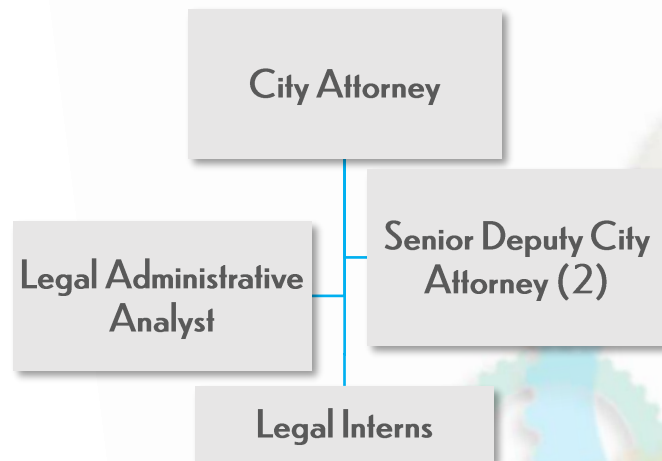 City Attorney
Senior Deputy City
Attorney (2)
Legal Administrative
Analyst
Legal Interns